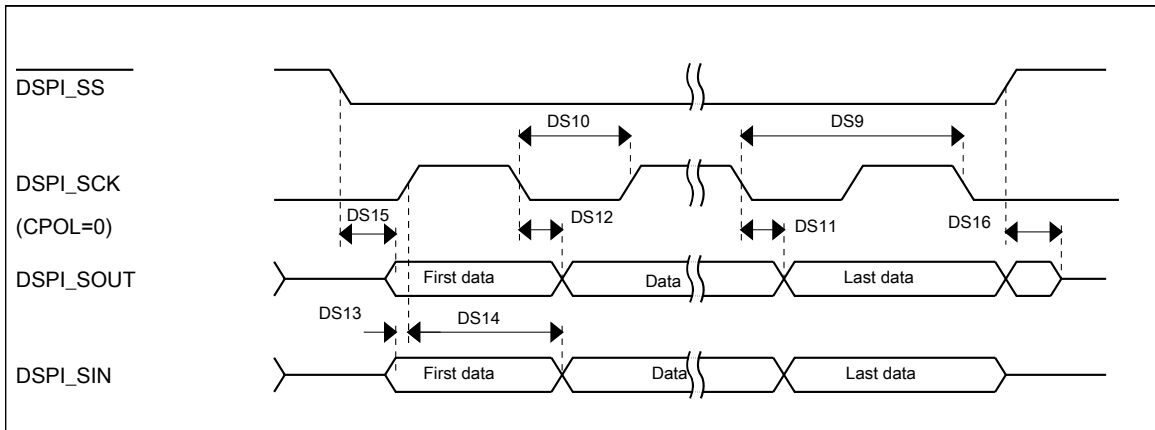 DSPI_SS
DS10 DS9
DSPI_SCK
DS15 DS12 DS11 DS16
(CPOL=0)
DSPI_SOUT First data Data Last data
DS13 DS14
DSPI_SIN First data Data Last data